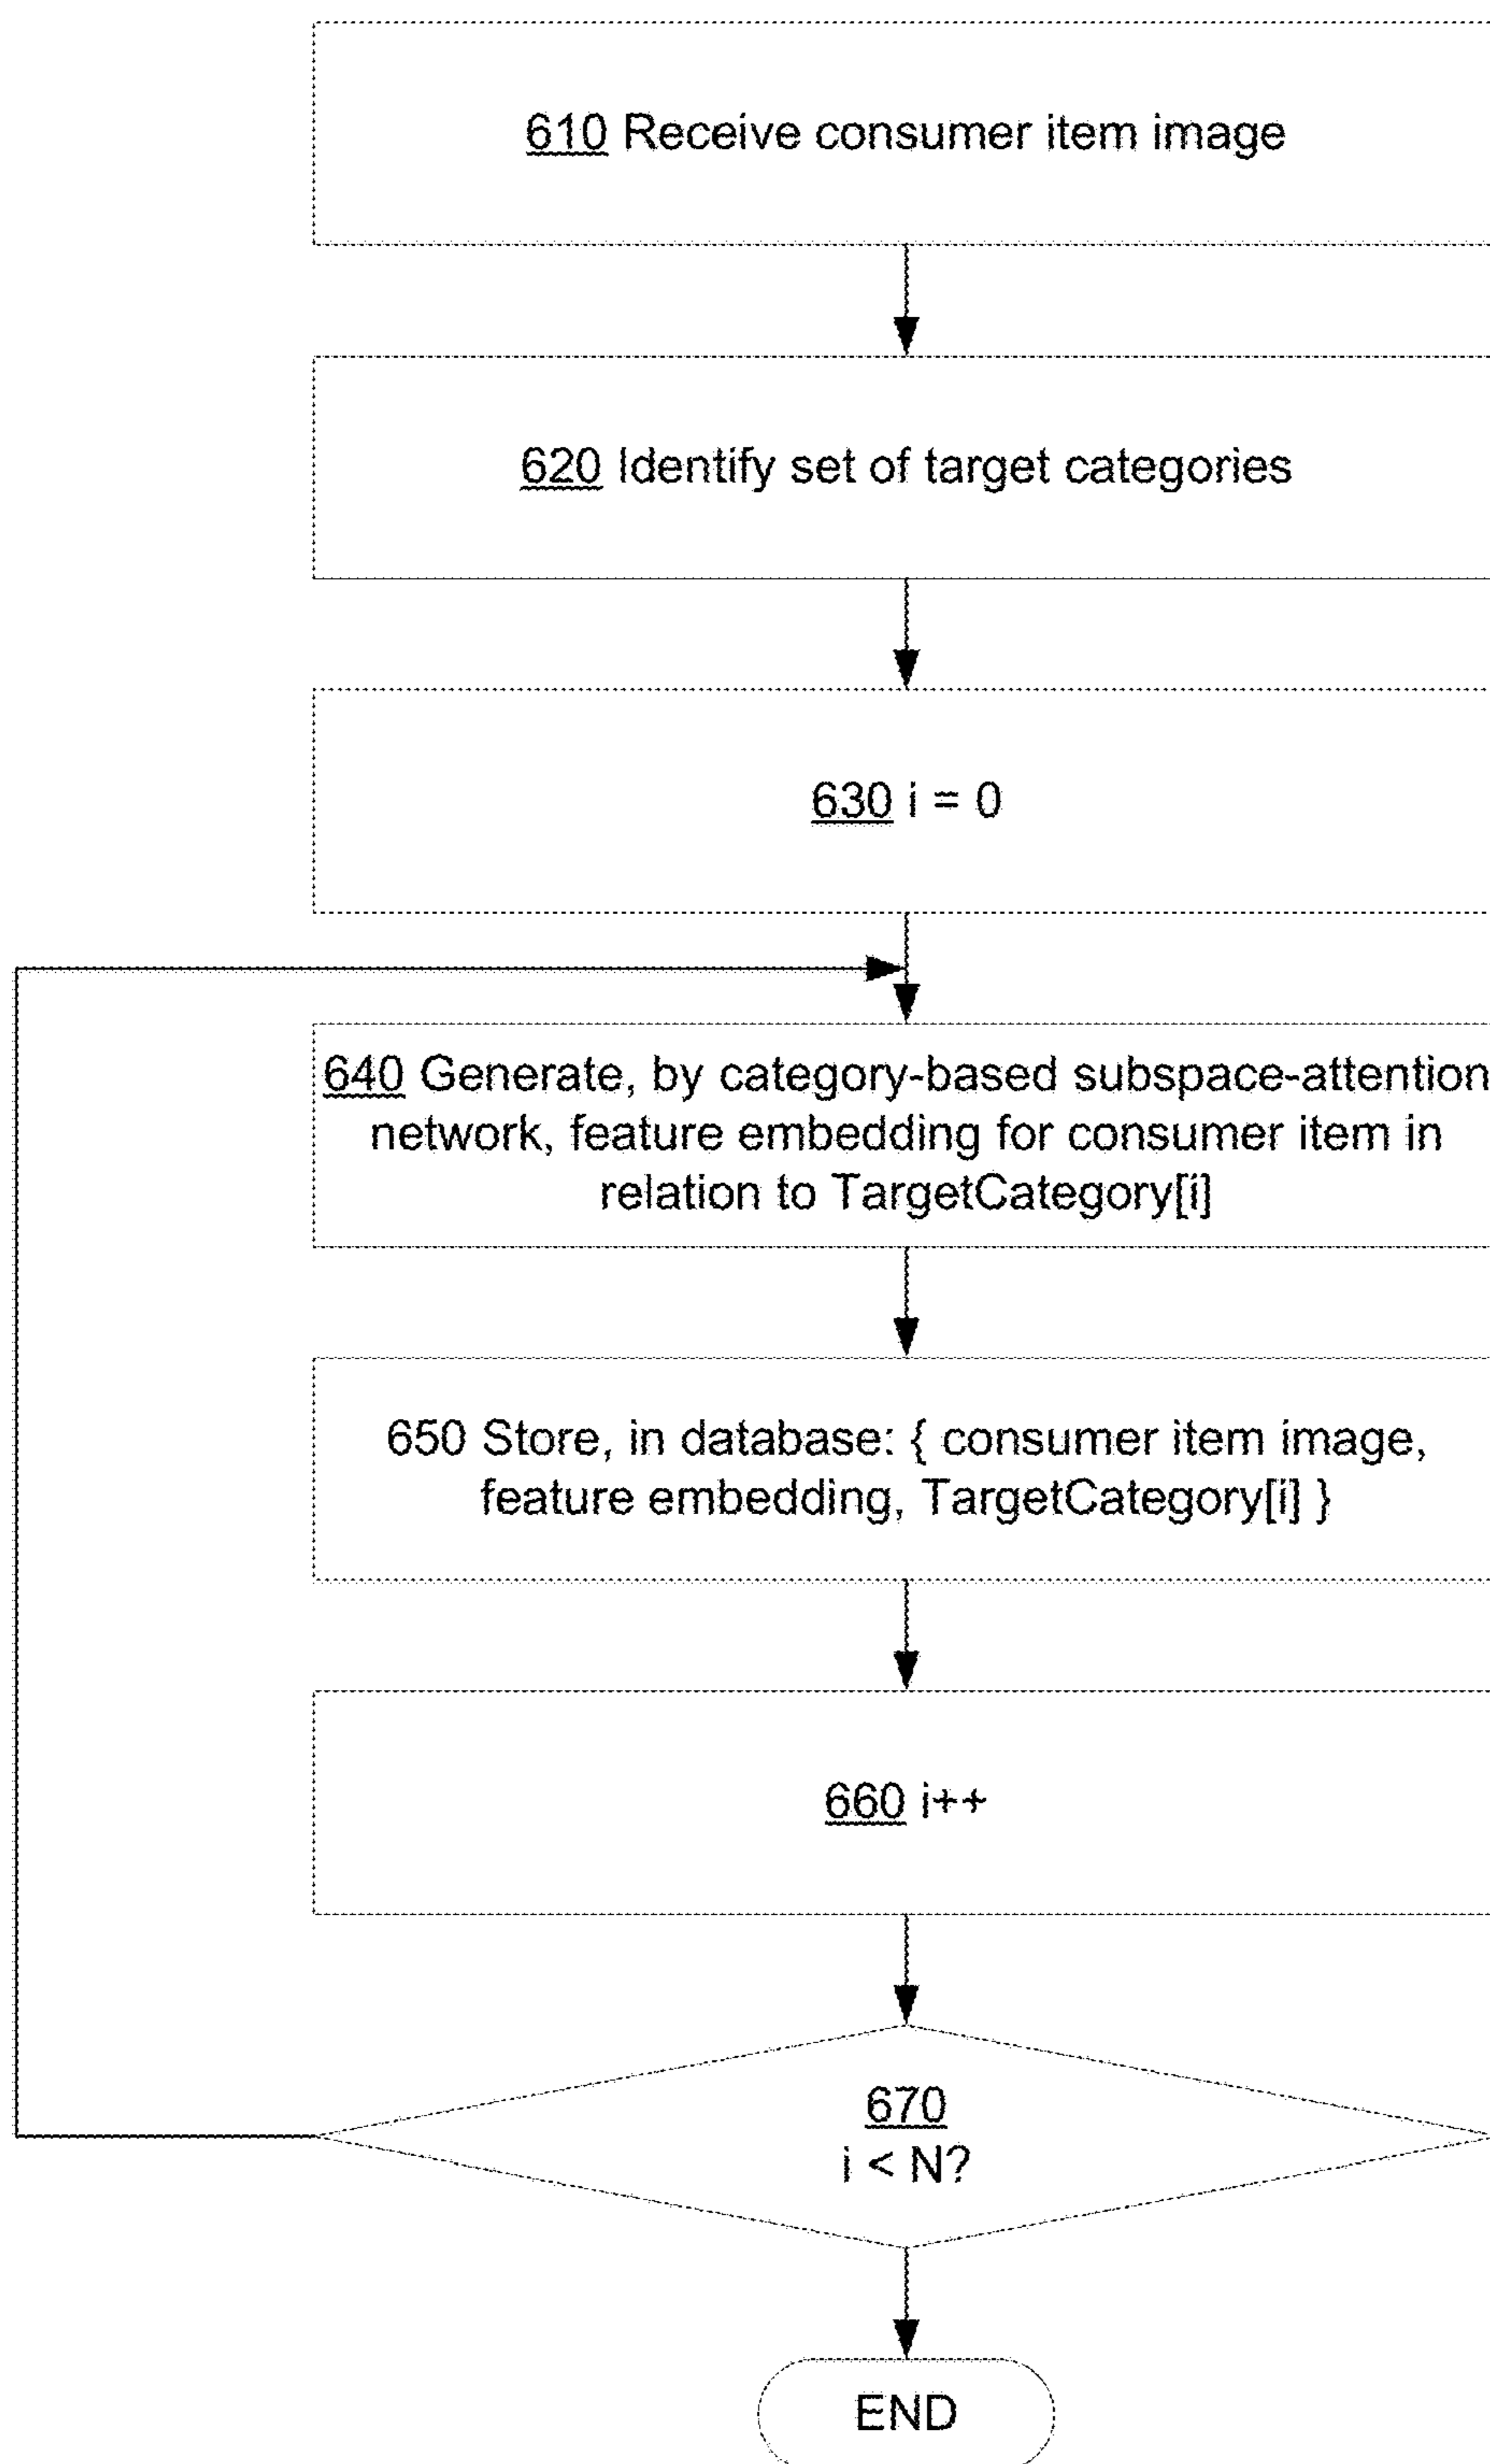 610 Receive consumer item image
620 Identify set of target categories
630 i = 0
640 Generate, by category-based subspace-attention
network, feature embedding for consumer item in
relation to TargetCategory[i]
650 Store, in database: { consumer item image,
feature embedding, TargetCategory[i] }
660 i++
670
i < N?
END